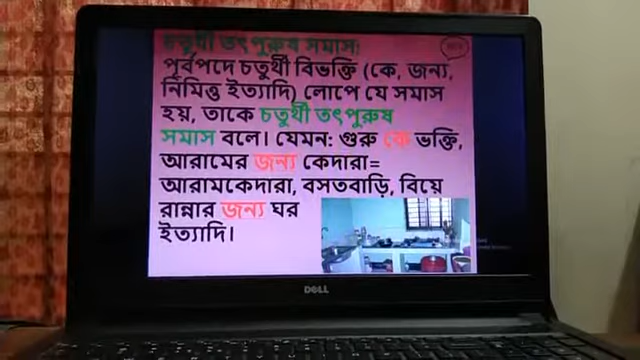 চতুর্থী তৎপুরুষ সমাস:
পূর্বপদে চতুর্থী বিভক্তি (কে, জন্য,
নিমিত্ত ইত্যাদি) লোপে যে সমাস
হয়, তাকে চতুর্থী তৎপুরুষ
সমাস বলে। যেমন: গুরু কে ভক্তি,
আরামের জন্য কেদারা=
আরামকেদারা, বসতবাড়ি, বিয়ে
রান্নার জন্য ঘর
ইত্যাদি।
DELL